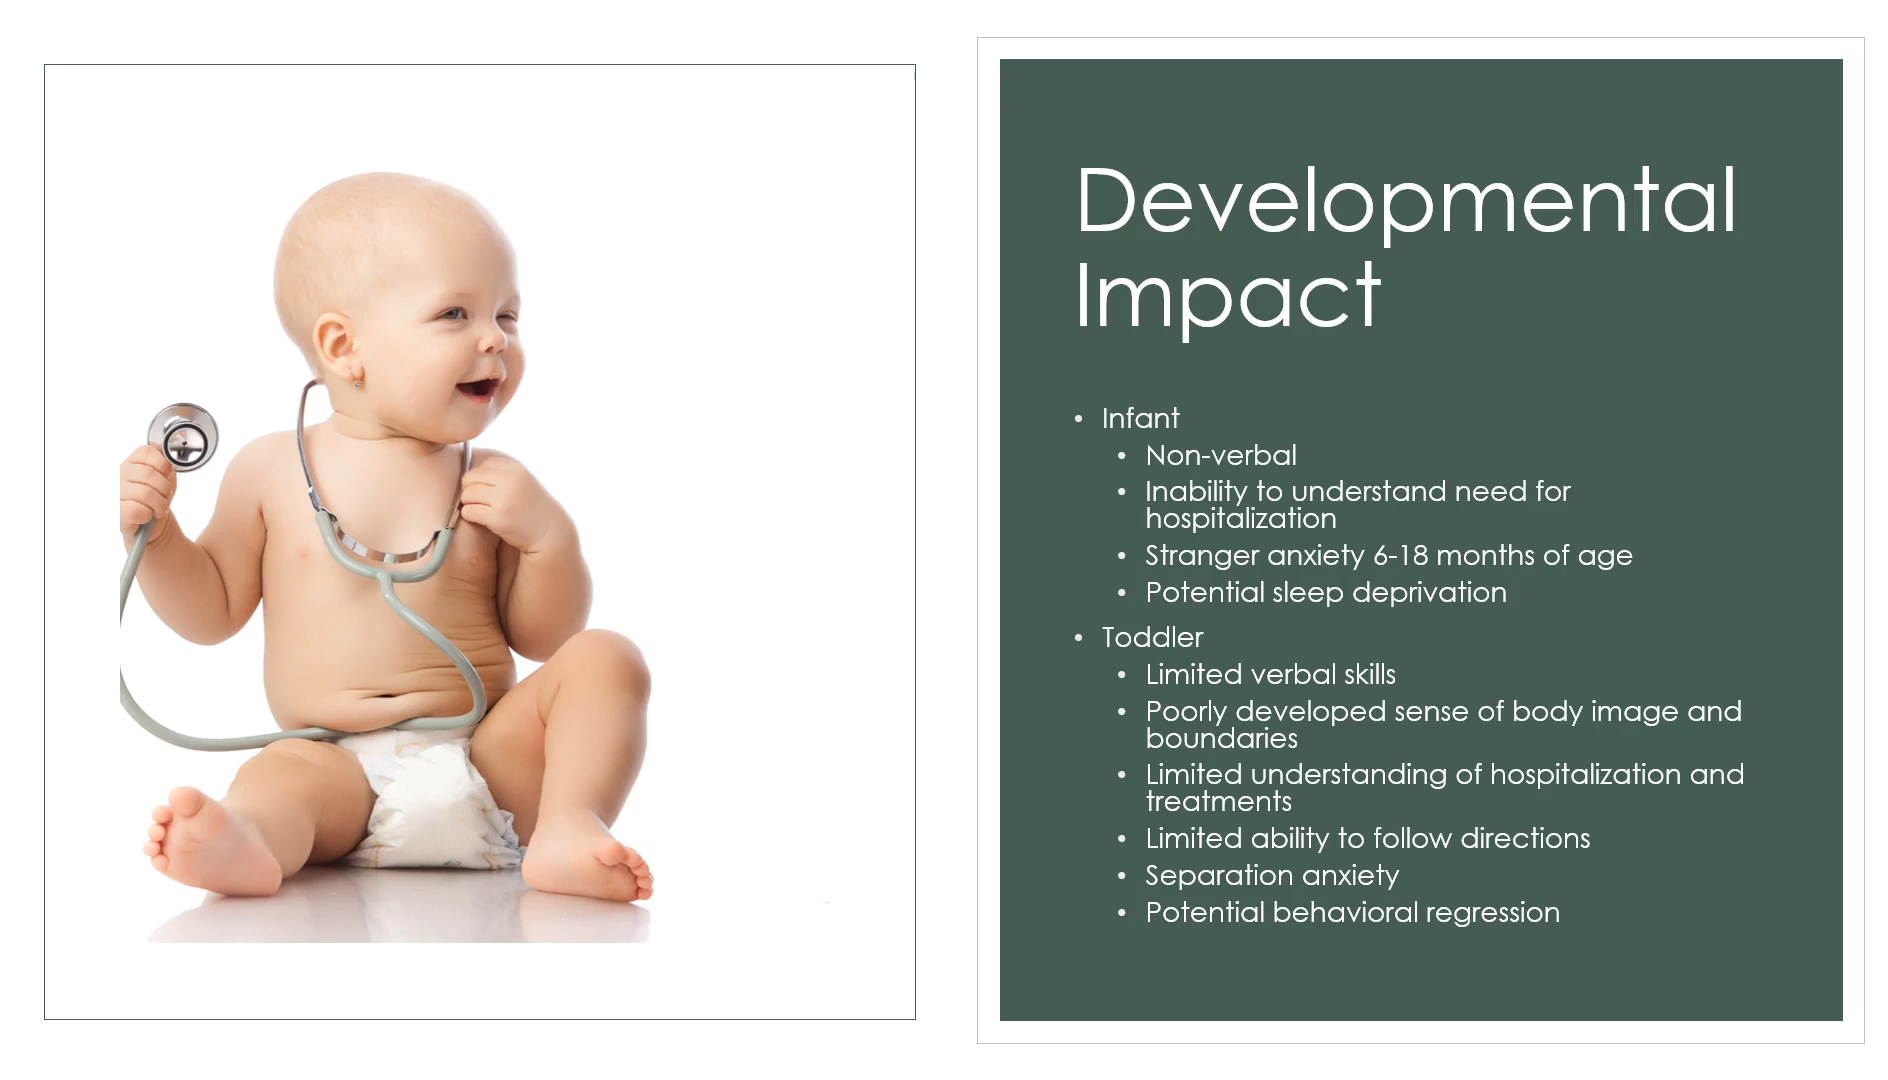 Developmental
Impact
• Infant
• Non-verbal
• Inability to understand need for
hospitalization
• Stranger anxiety 6-18 months of age
• Potential sleep deprivation
• Toddler
• Limited verbal skills
• Poorly developed sense of body image and
boundaries
• Limited understanding of hospitalization and
treatments
• Limited ability to follow directions
• Separation anxiety
• Potential behavioral regression